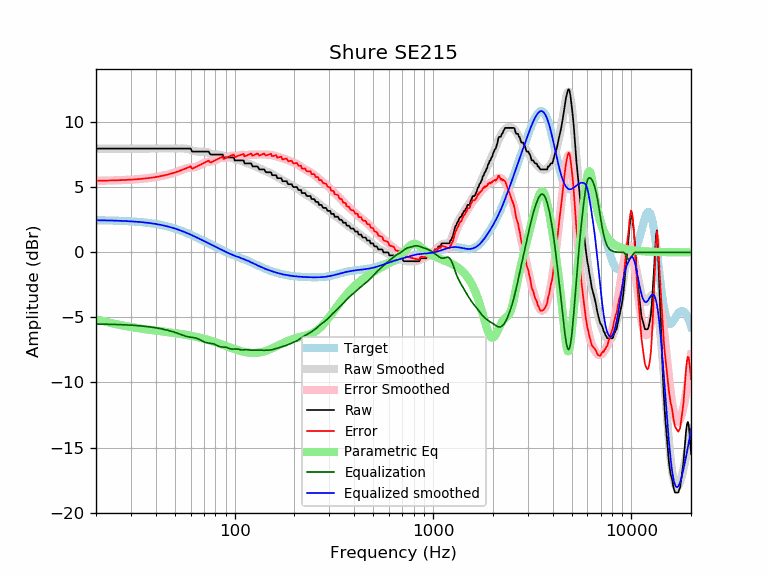 Shure SE215
Amplitude (dBr)
10
5
0
−5
−10
−15
−20
Target
Raw Smoothed
Error Smoothed
Raw
Error
Parametric Eq
Equalization
Equalized smoothed
100 1000 10000
Frequency (Hz)